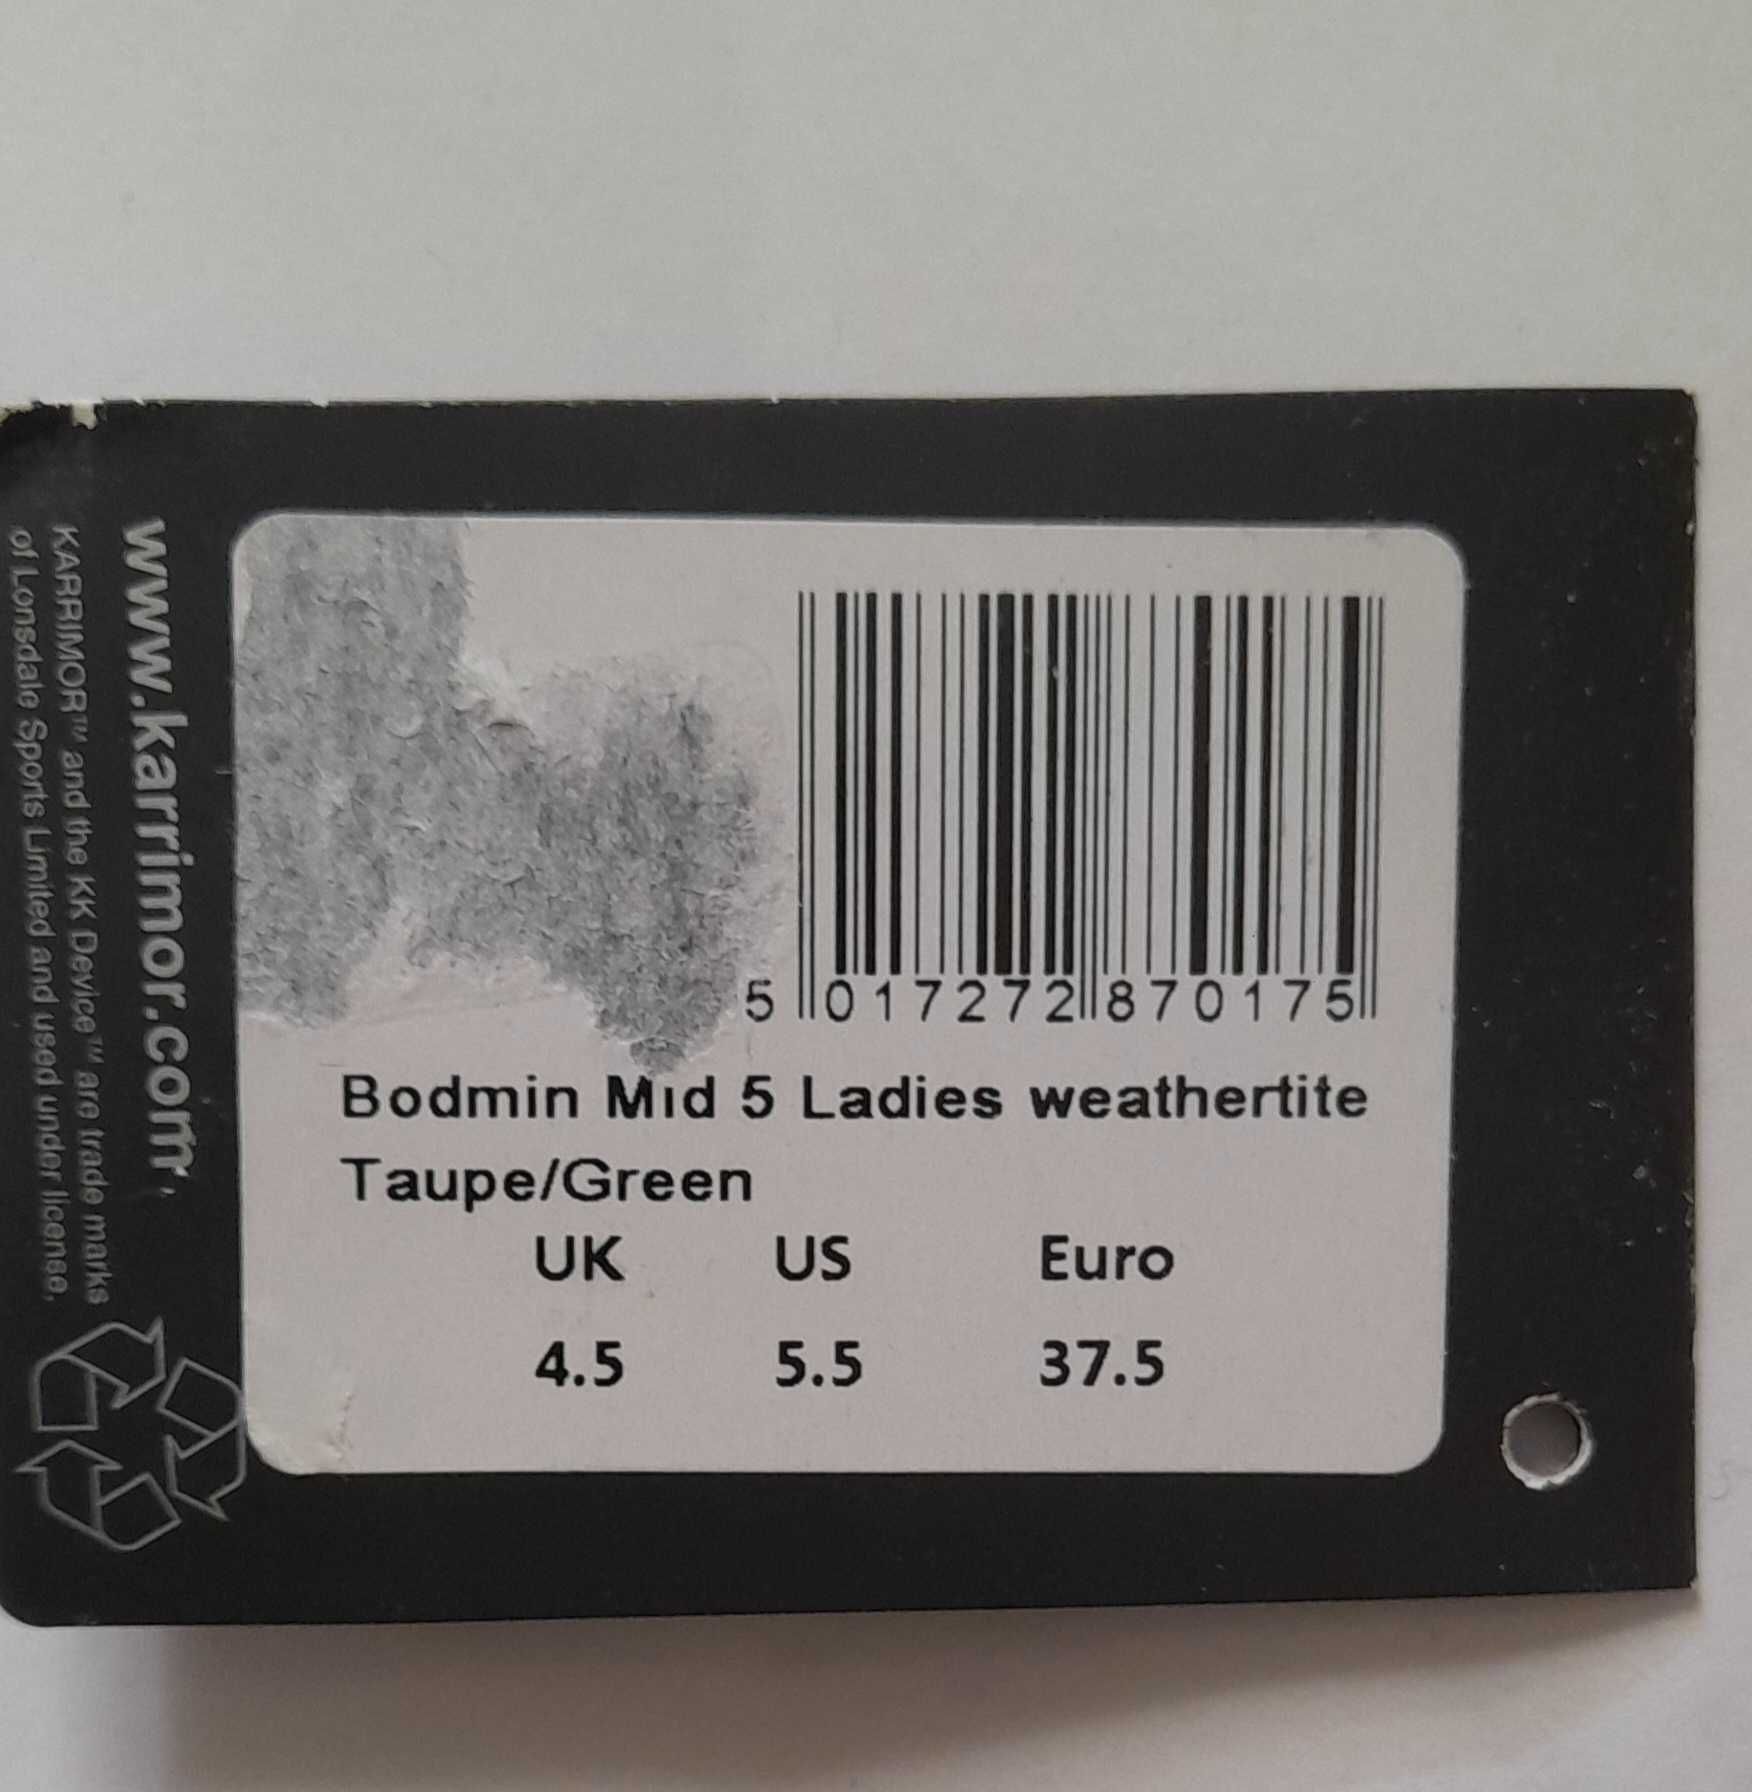 5 017272 870175
Bodmin Mid 5 Ladies weathertite
Taupe/Green
UK US Euro
4.5 5.5 37.5
www.karrimor.com
KARRIMOR™ and the KK Device™ are trade marks
of Lonsdale Sports Limited and used under license.